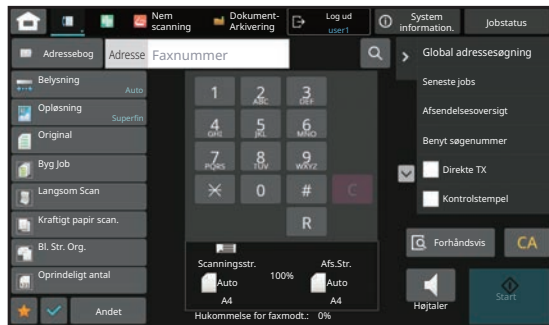 Nem scanning
Dokument-Arkivering
Log ud
user1
System information.
Jobstatus
Adressebog
Adresse
Faxnummer
Global adressesøgning
Belysning
Auto
Opløsning
Superfin
Original
Byg Job
Langsom Scan
Kraftigt papir scan.
Bl. Str. Org.
Oprindeligt antal
Andet
1
2 ABC
3 DEF
4 GHI
5 JKL
6 MNO
7 PQRS
8 TUV
9 WXYZ
0
#
C
R
Seneste jobs
Afsendelsesoversigt
Benyt søgenummer
Direkte TX
Kontrolstempel
Scanningsstr.
Auto
A4
100%
Afs.Str.
Auto
A4
Hukommelse for faxmodt.: 0%
Forhåndsvis
CA
Højtaler
Start